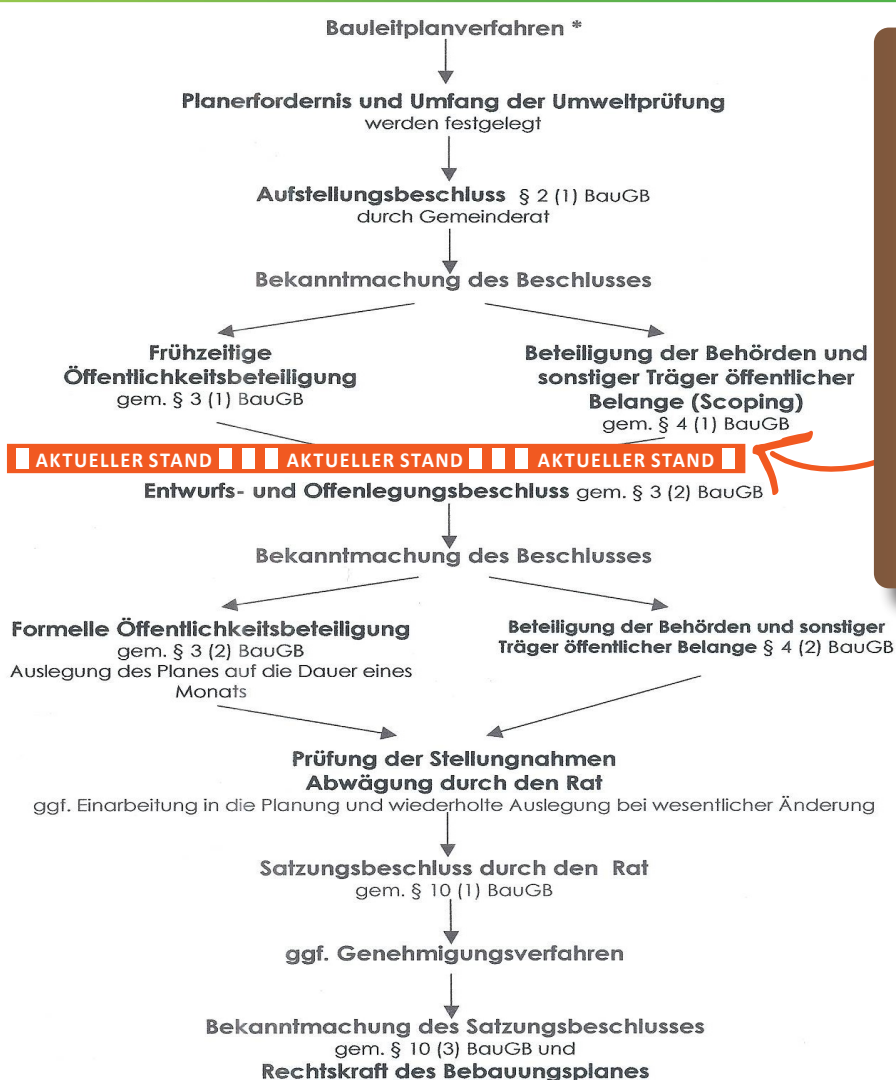 Bauleitplanverfahren *
Planerfordernis und Umfang der Umweltprüfung
werden festgelegt
Aufstellungsbeschluss § 2 (1) BauGB
durch Gemeinderat
Bekanntmachung des Beschlusses
Frühzeitige
Öffentlichkeitsbeteiligung
gem. § 3 (1) BauGB
Beteiligung der Behörden und
sonstiger Träger öffentlicher
Belange (Scoping)
gem. § 4 (1) BauGB
AKTUELLER STAND AKTUELLER STAND AKTUELLER STAND
Entwurfs- und Offenlegungsbeschluss gem. § 3 (2) BauGB
Bekanntmachung des Beschlusses
Formelle Öffentlichkeitsbeteiligung
gem. § 3 (2) BauGB
Auslegung des Planes auf die Dauer eines
Monats
Beteiligung der Behörden und sonstiger
Träger öffentlicher Belange § 4 (2) BauGB
Prüfung der Stellungnahmen
Abwägung durch den Rat
ggf. Einarbeitung in die Planung und wiederholte Auslegung bei wesentlicher Änderung
Satzungsbeschluss durch den Rat
gem. § 10 (1) BauGB
ggf. Genehmigungsverfahren
Bekanntmachung des Satzungsbeschlusses
gem. § 10 (3) BauGB und
Rechtskraft des Bebauungsplanes